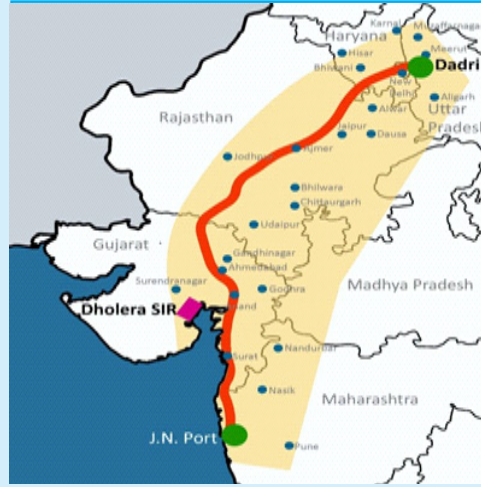 Karnal
Muzaffarnagar
Haryana
Hisar
Meerut
Bhiwani
Dadri
New
Delhi
Aligarh
Alwar
Uttar
Pradesh
Rajasthan
Jaipur
Dausa
Ajmer
Jodhpur
Bhilwara
Chittaurgarh
Udaipur
Gujarat
Gandhinagar
Ahmedabad
Surendranagar
Godhra
Madhya Pradesh
Dholera SIR
Surat
Nandurbar
Nasik
Maharashtra
J.N. Port
Pune